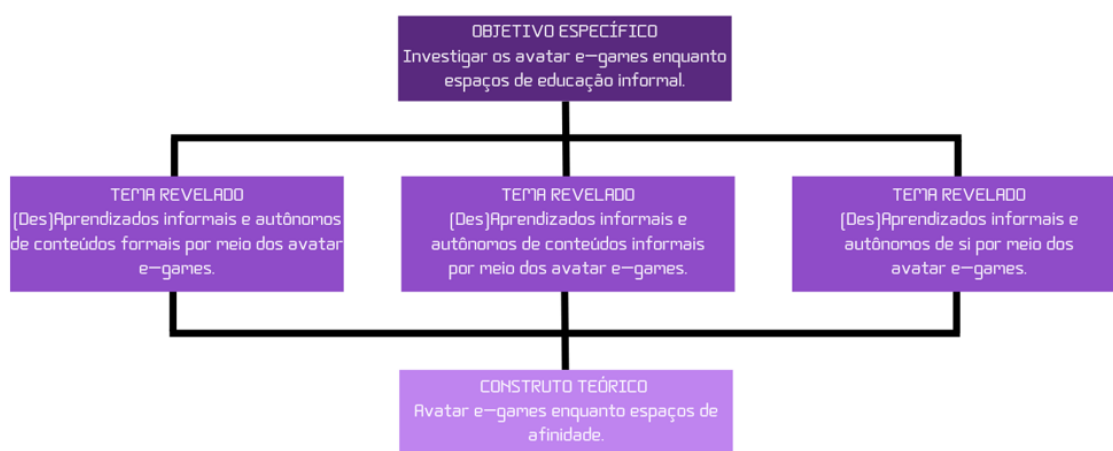 OBJETIVO ESPECÍFICO
Investigar os avatar e-games enquanto
espaços de educação informal.
TEMA REVELADO
(Des)Aprendizados informais e autônomos
de conteúdos formais por meio dos avatar
e-games.
TEMA REVELADO
(Des)Aprendizados informais e
autônomos de conteúdos informais
por meio dos avatar e-games.
TEMA REVELADO
(Des)Aprendizados informais e
autônomos de si por meio dos
avatar e-games.
CONSTRUTO TEÓRICO
Avatar e-games enquanto espaços de
afinidade.